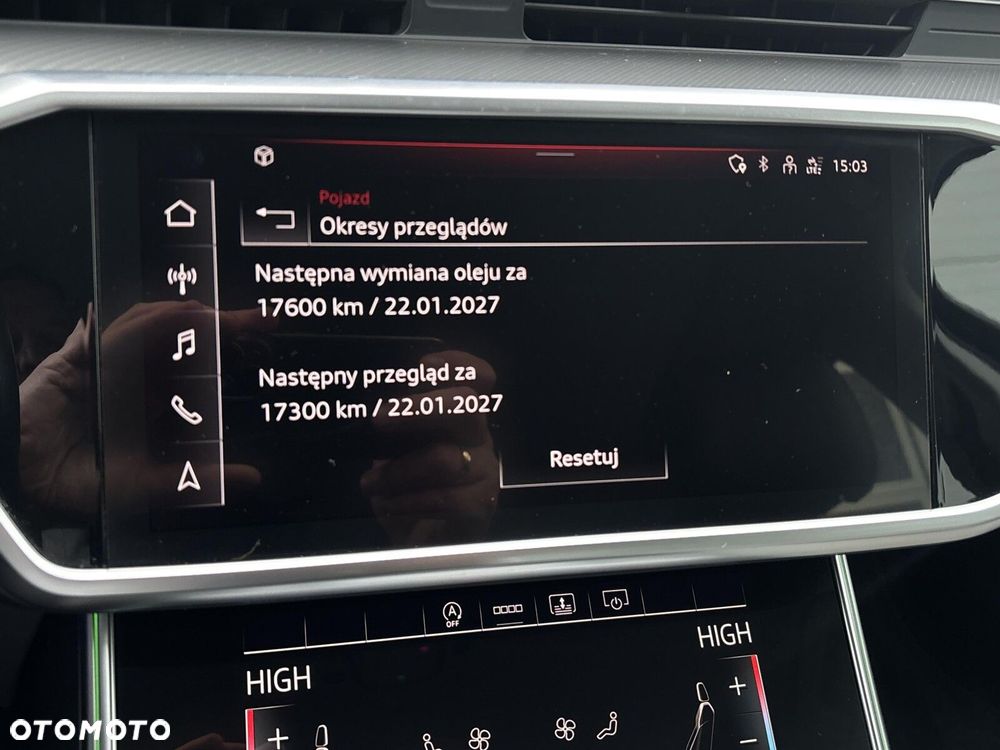 15:03
Pojazd
Okresy przeglądów
Następna wymiana oleju za
17600 km / 22.01.2027
Następny przegląd za
17300 km / 22.01.2027
Resetuj
A
OFF
HIGH
HIGH
+
+
−
OTOMOTO